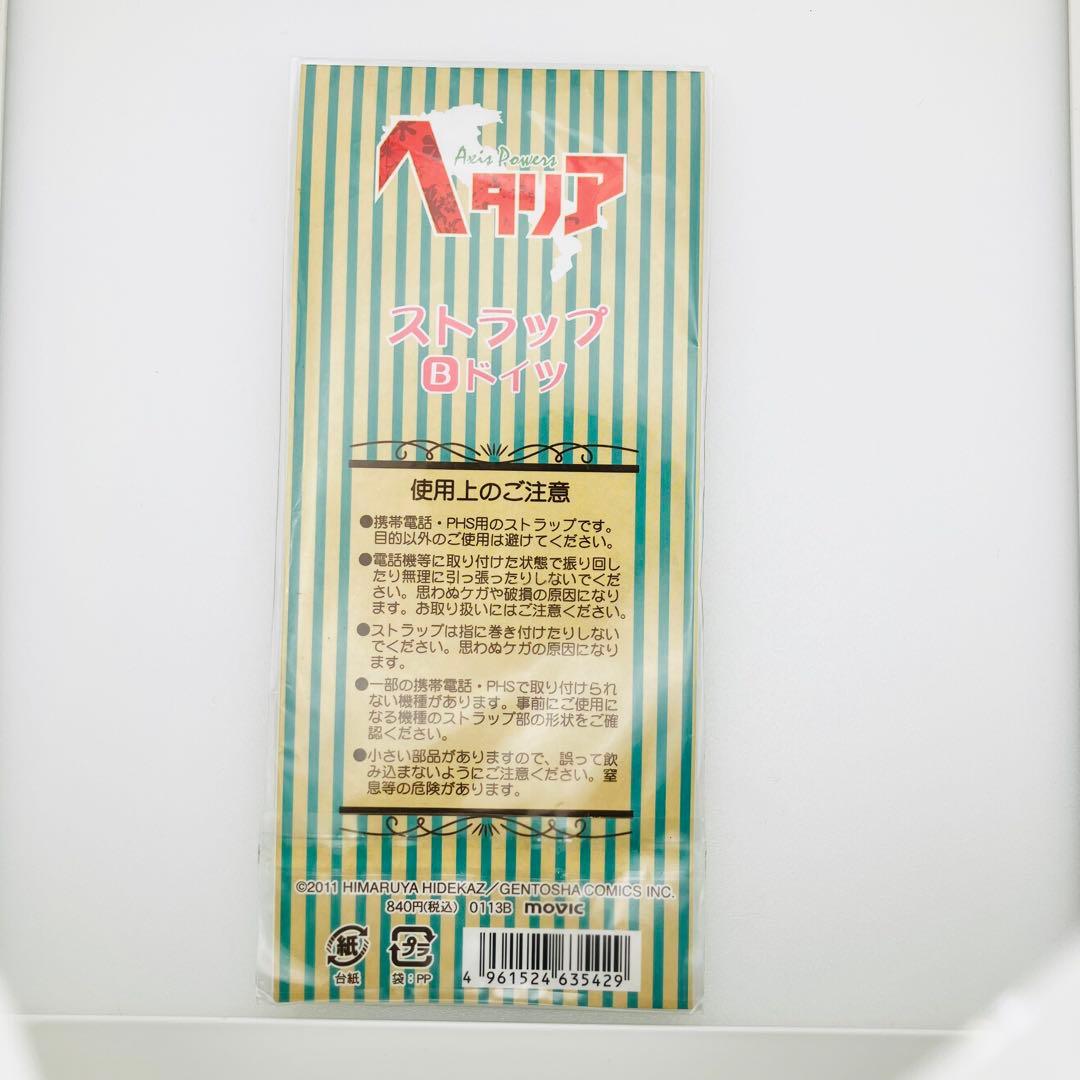 Axis Powers
ヘタリア
ストラップ
Bドイツ
使用上のご注意
●携帯電話・PHS用のストラップです。
目的以外のご使用は避けてください。
●電話機等に取り付けた状態で振り回し
たり無理に引っ張ったりしないでくだ
さい。思わぬケガや破損の原因になり
ます。お取り扱いにはご注意ください。
●ストラップは指に巻き付けたりしない
でください。思わぬケガの原因になり
ます。
●一部の携帯電話・PHSで取り付けられ
ない機種があります。事前にご使用に
なる機種のストラップ部の形状をご確
認ください。
●小さい部品がありますので、誤って飲
み込まないようにご注意ください。窒
息等の危険があります。
©2011 HIMARUYA HIDEKAZ/GENTOSHA COMICS INC.
840円(税込) 0113B movic
紙
プラ
台紙
袋:PP
4 961524 635429